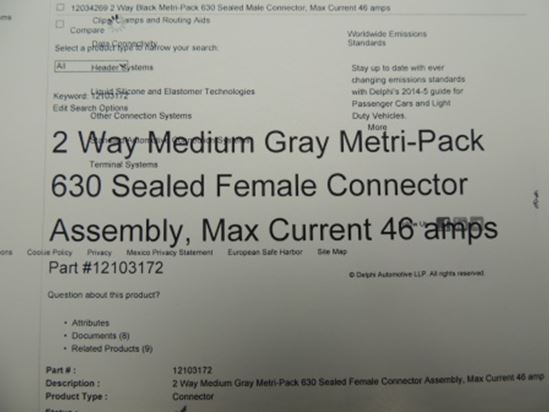 12034269 2 Way Black Metri-Pack 630 Sealed Male Connector, Max Current 46 amps
Clips Clamps and Routing Aids
Compare
Data Connectivity
Select a product type to narrow your search:
All
Header Systems
Liquid Silicone and Elastomer Technologies
Keyword: 12103172
Edit Search Options
Other Connection Systems
Terminal Systems
Worldwide Emissions
Standards
Stay up to date with ever
changing emissions standards
with Delphi's 2014-5 guide for
Passenger Cars and Light
Duty Vehicles.
More
2 Way Medium Gray Metri-Pack
630 Sealed Female Connector
Assembly, Max Current 46 amps
ons Cookie Policy Privacy Mexico Privacy Statement European Safe Harbor Site Map
Part #12103172
© Delphi Automotive LLP. All rights reserved.
Question about this product?
• Attributes
• Documents (8)
• Related Products (9)
Part # : 12103172
Description : 2 Way Medium Gray Metri-Pack 630 Sealed Female Connector Assembly, Max Current 46 amp
Product Type : Connector